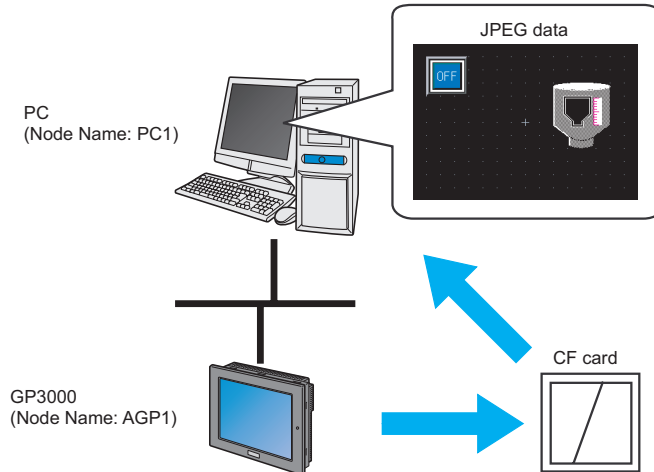 JPEG data
OFF
PC
(Node Name: PC1)
CF card
GP3000
(Node Name: AGP1)